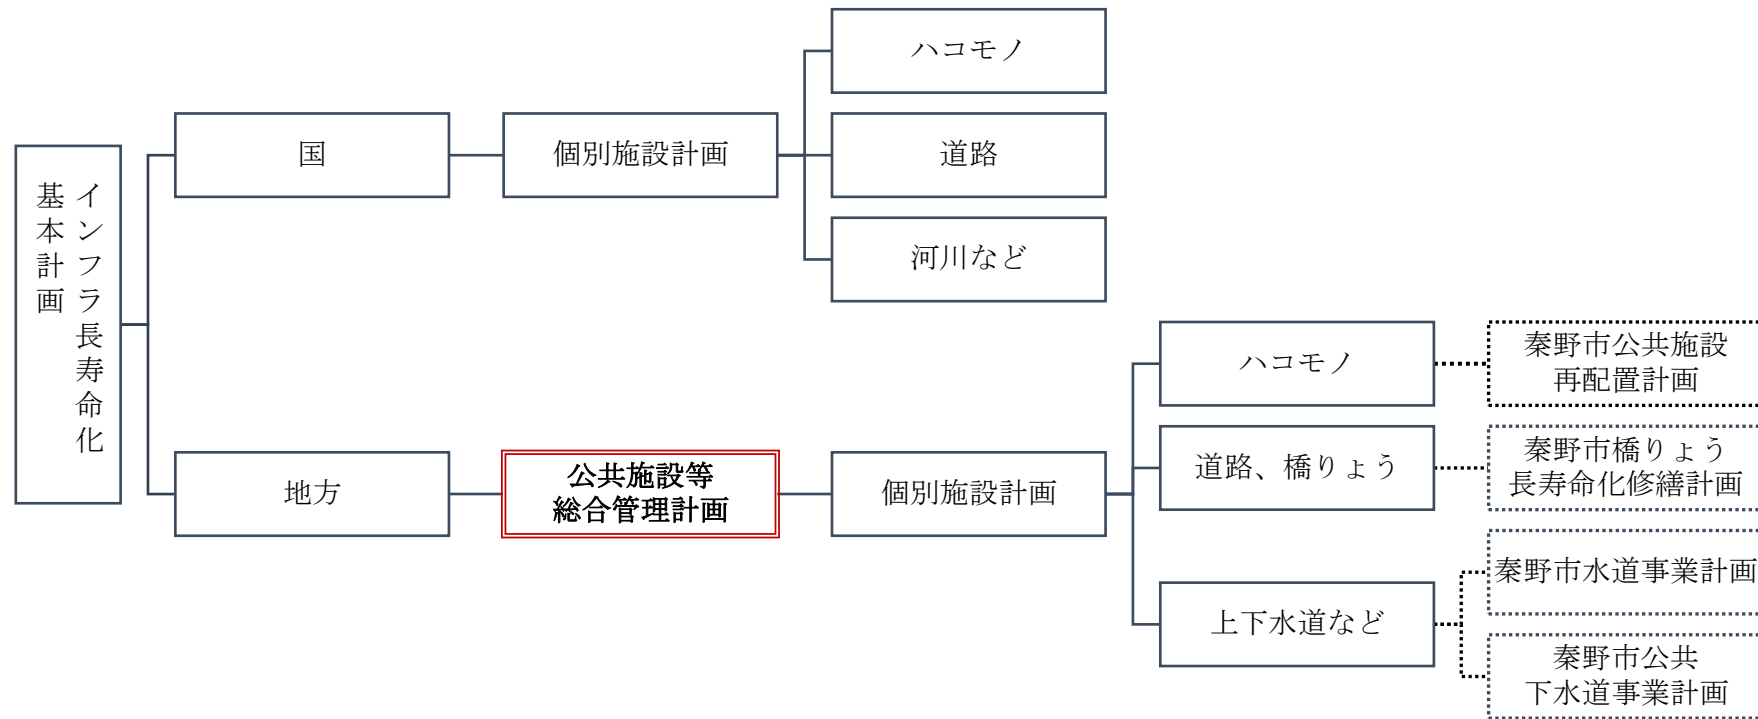 インフラ長寿命化
基本計画
国
個別施設計画
ハコモノ
道路
河川など
地方
公共施設等
総合管理計画
個別施設計画
ハコモノ
秦野市公共施設
再配置計画
道路、橋りょう
秦野市橋りょう
長寿命化修繕計画
上下水道など
秦野市水道事業計画
秦野市公共
下水道事業計画